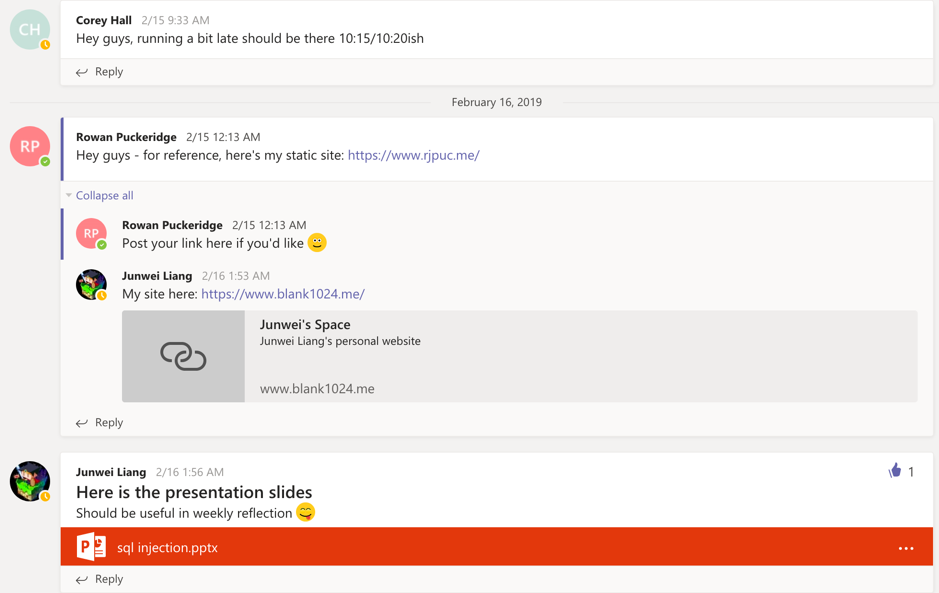 CH
Corey Hall 2/15 9:33 AM
Hey guys, running a bit late should be there 10:15/10:20ish
Reply
February 16, 2019
RP
Rowan Puckeridge 2/15 12:13 AM
Hey guys - for reference, here's my static site: https://www.rjpuc.me/
Collapse all
RP
Rowan Puckeridge 2/15 12:13 AM
Post your link here if you'd like
Junwei Liang 2/16 1:53 AM
My site here: https://www.blank1024.me/
Junwei's Space
Junwei Liang's personal website
www.blank1024.me
Reply
Junwei Liang 2/16 1:56 AM
1
Here is the presentation slides
Should be useful in weekly reflection
P
sql injection.pptx
Reply